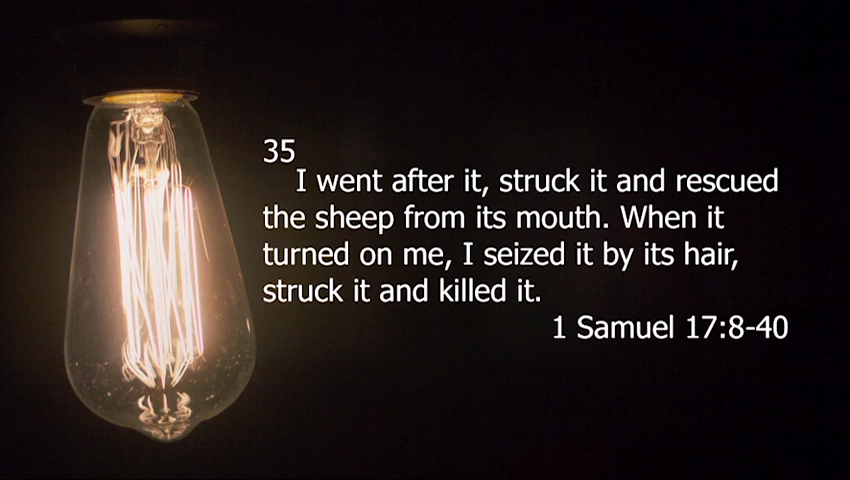 35
I went after it, struck it and rescued
the sheep from its mouth. When it
turned on me, I seized it by its hair,
struck it and killed it.
1 Samuel 17:8-40